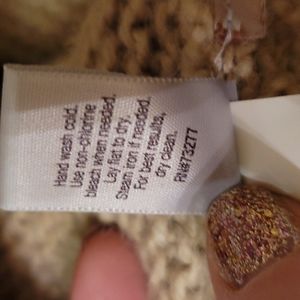 Hand wash cold.
Use non-chlorine
bleach when needed.
Lay flat to dry.
Steam iron if needed.
For best results,
dry clean.
RN#73277